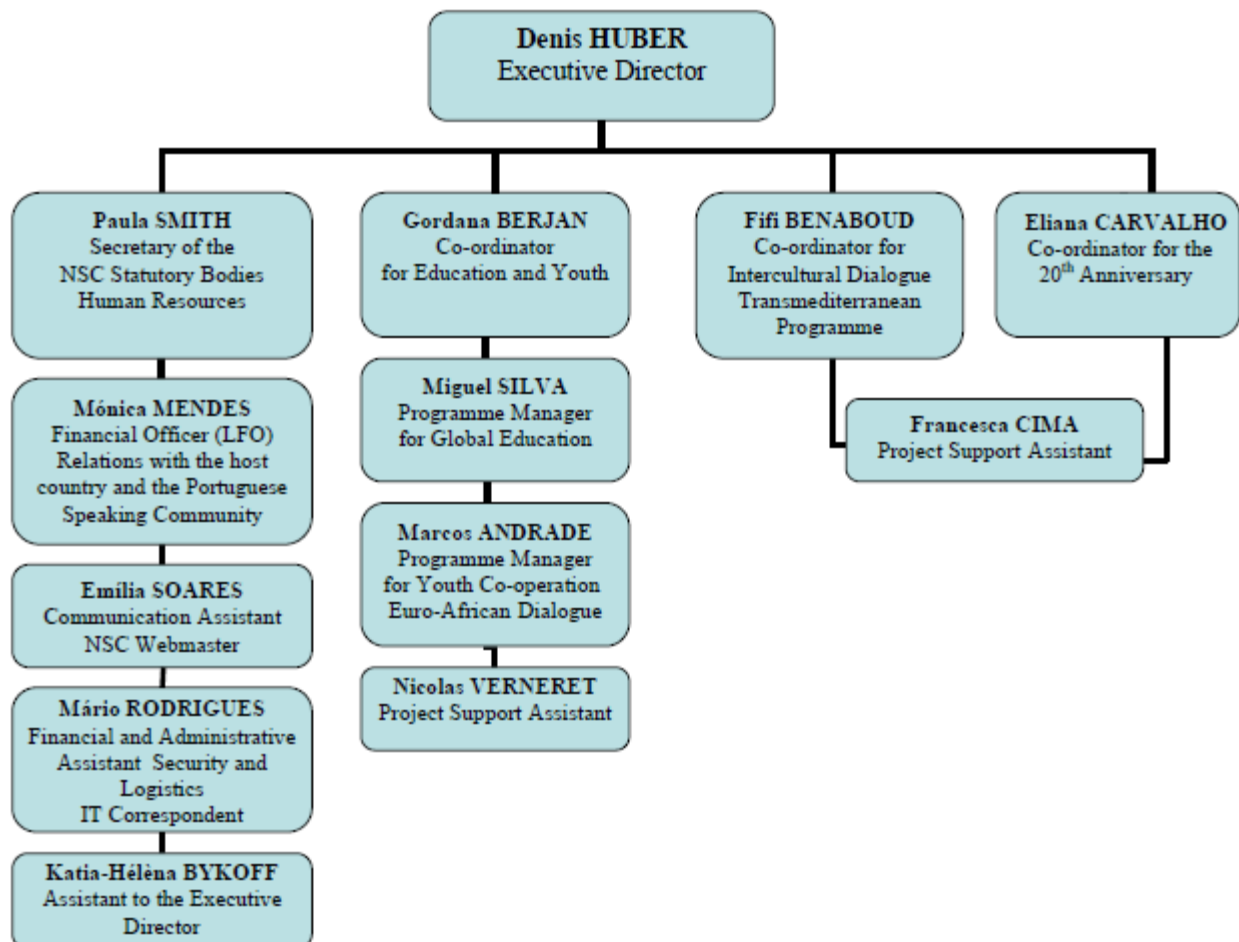 Denis HUBER
Executive Director
Paula SMITH
Secretary of the
NSC Statutory Bodies
Human Resources
Mónica MENDES
Financial Officer (LFO)
Relations with the host
country and the Portuguese
Speaking Community
Emília SOARES
Communication Assistant
NSC Webmaster
Mário RODRIGUES
Financial and Administrative
Assistant Security and
Logistics
IT Correspondent
Katia-Hélèna BYKOFF
Assistant to the Executive
Director
Gordana BERJAN
Co-ordinator
for Education and Youth
Miguel SILVA
Programme Manager
for Global Education
Marcos ANDRADE
Programme Manager
for Youth Co-operation
Euro-African Dialogue
Nicolas VERNERET
Project Support Assistant
Fifi BENABOUD
Co-ordinator for
Intercultural Dialogue
Transmediterranean
Programme
Eliana CARVALHO
Co-ordinator for the
20th Anniversary
Francesca CIMA
Project Support Assistant